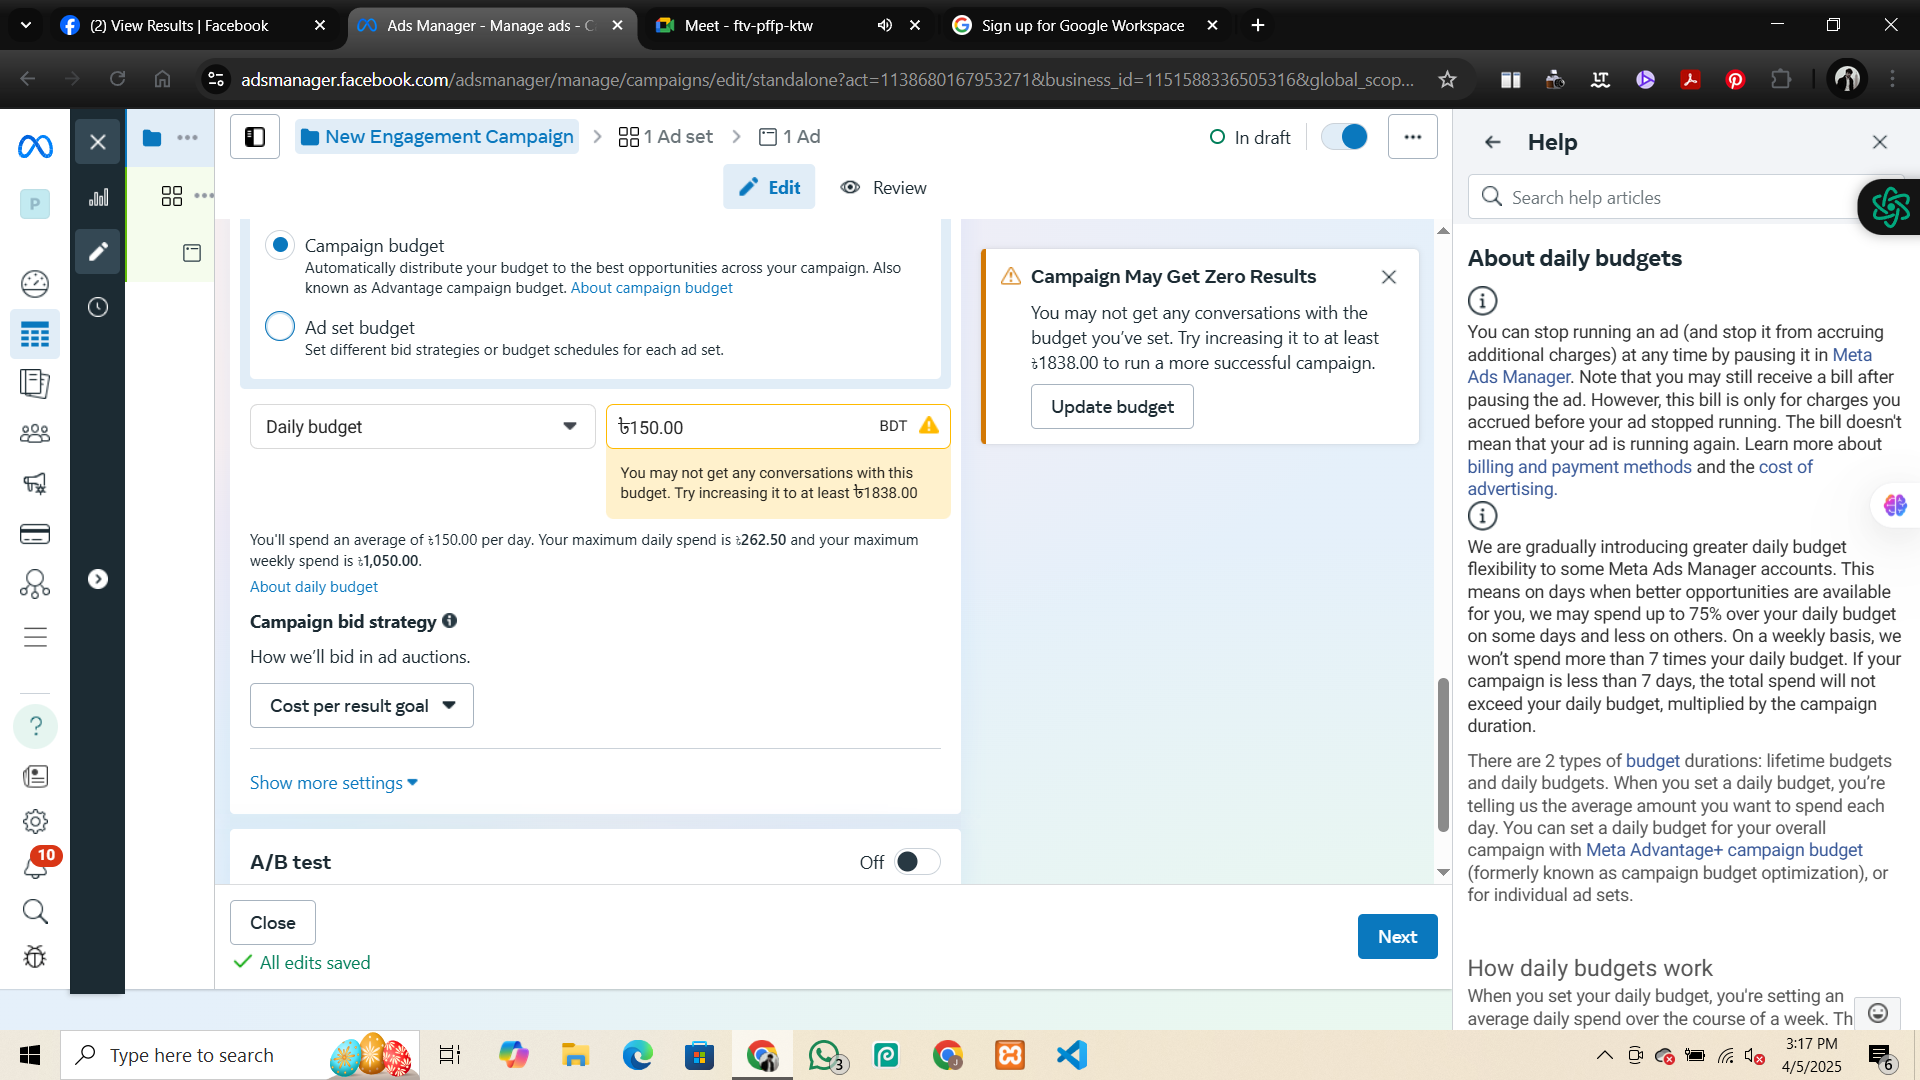 (2) View Results | Facebook
Ads Manager - Manage ads - C
Meet - ftv-pffp-ktw
Sign up for Google Workspace
adsmanager.facebook.com/adsmanager/manage/campaigns/edit/standalone?act=1138680167953271&business_id=1151588336505316&global_scop...
New Engagement Campaign
1 Ad set
1 Ad
In draft
Edit
Review
P
Campaign budget
Automatically distribute your budget to the best opportunities across your campaign. Also
known as Advantage campaign budget. About campaign budget
Ad set budget
Set different bid strategies or budget schedules for each ad set.
Daily budget
৳150.00
BDT
You may not get any conversations with this
budget. Try increasing it to at least ৳1838.00
You'll spend an average of ৳150.00 per day. Your maximum daily spend is ৳262.50 and your maximum
weekly spend is ৳1,050.00.
About daily budget
Campaign bid strategy
How we'll bid in ad auctions.
Cost per result goal
Show more settings
A/B test
Off
Close
All edits saved
Next
Campaign May Get Zero Results
You may not get any conversations with the
budget you've set. Try increasing it to at least
৳1838.00 to run a more successful campaign.
Update budget
Help
Search help articles
About daily budgets
You can stop running an ad (and stop it from accruing
additional charges) at any time by pausing it in Meta
Ads Manager. Note that you may still receive a bill after
pausing the ad. However, this bill is only for charges you
accrued before your ad stopped running. The bill doesn't
mean that your ad is running again. Learn more about
billing and payment methods and the cost of
advertising.
We are gradually introducing greater daily budget
flexibility to some Meta Ads Manager accounts. This
means on days when better opportunities are available
for you, we may spend up to 75% over your daily budget
on some days and less on others. On a weekly basis, we
won't spend more than 7 times your daily budget. If your
campaign is less than 7 days, the total spend will not
exceed your daily budget, multiplied by the campaign
duration.
There are 2 types of budget durations: lifetime budgets
and daily budgets. When you set a daily budget, you're
telling us the average amount you want to spend each
day. You can set a daily budget for your overall
campaign with Meta Advantage+ campaign budget
(formerly known as campaign budget optimization), or
for individual ad sets.
How daily budgets work
When you set your daily budget, you're setting an
average daily spend over the course of a week. Th
10
Type here to search
3
3:17 PM
4/5/2025
6